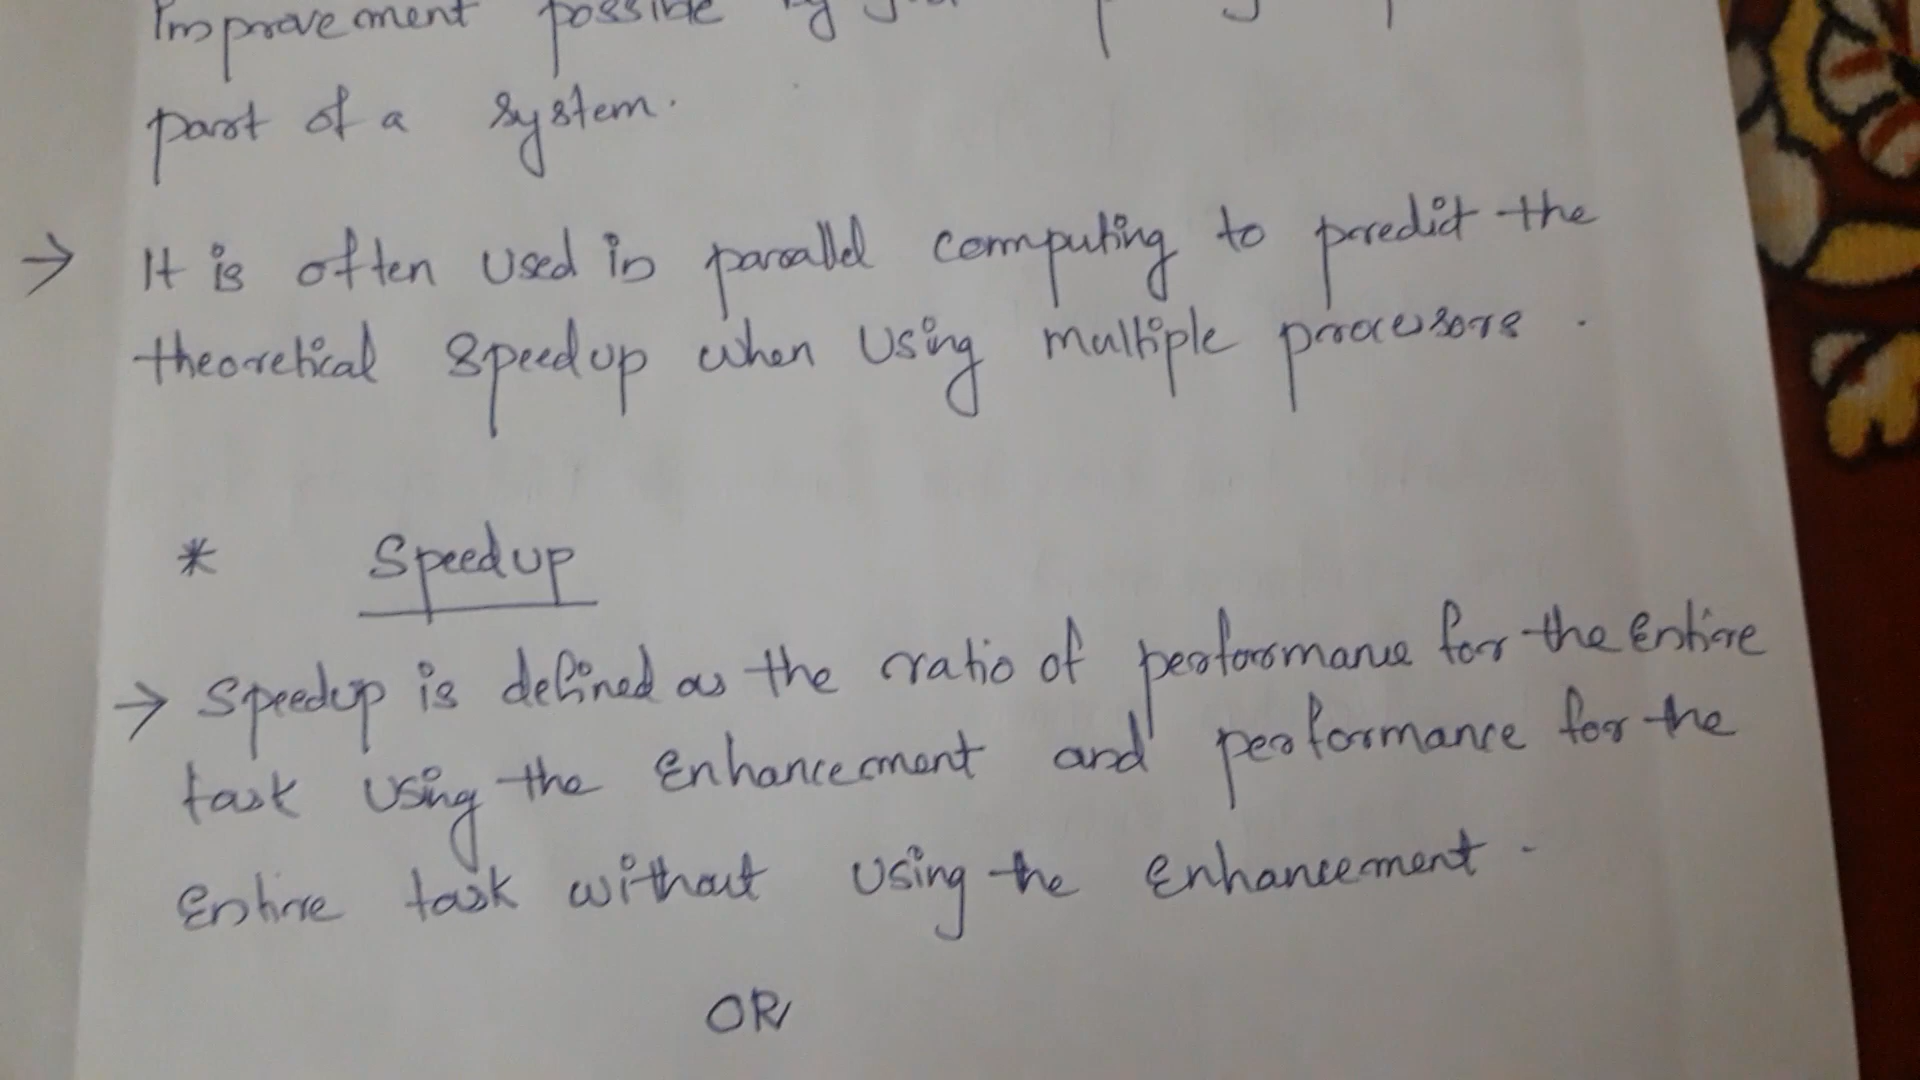 Improvement possible by
part of a system.
→ It is often used in parallel computing to predict the
theoretical speedup when using multiple processors.
* Speedup
→ Speedup is defined as the ratio of performance for the entire
task using the enhancement and performance for the
entire task without using the enhancement.
OR